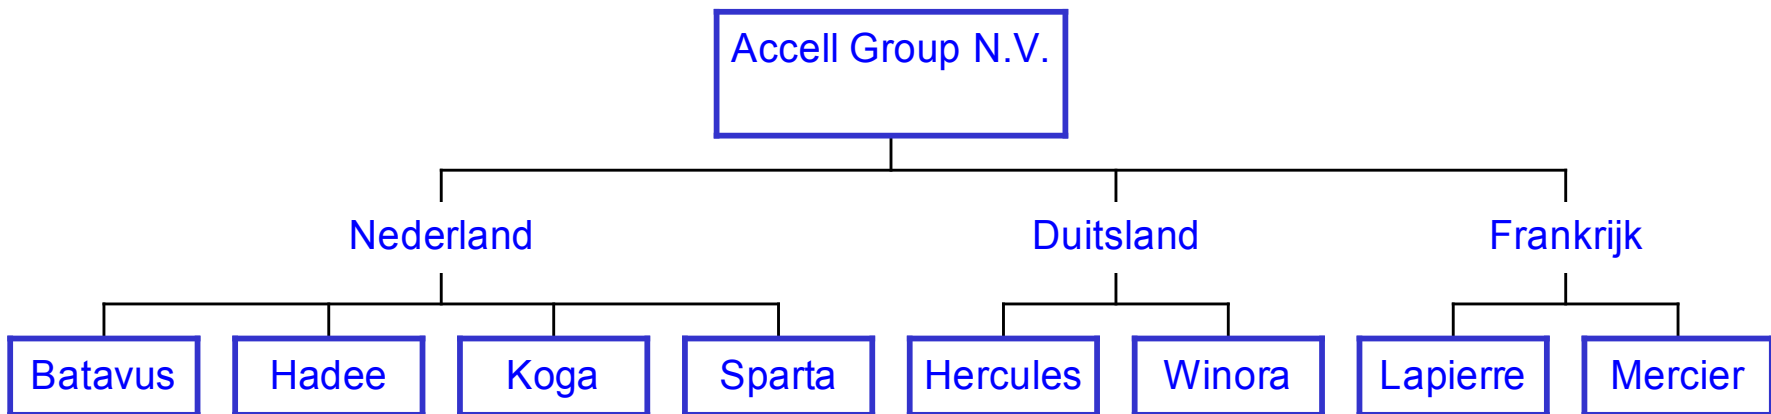 Accell Group N.V.
Nederland Duitsland Frankrijk
Batavus Hadee Koga Sparta Hercules Winora Lapierre Mercier